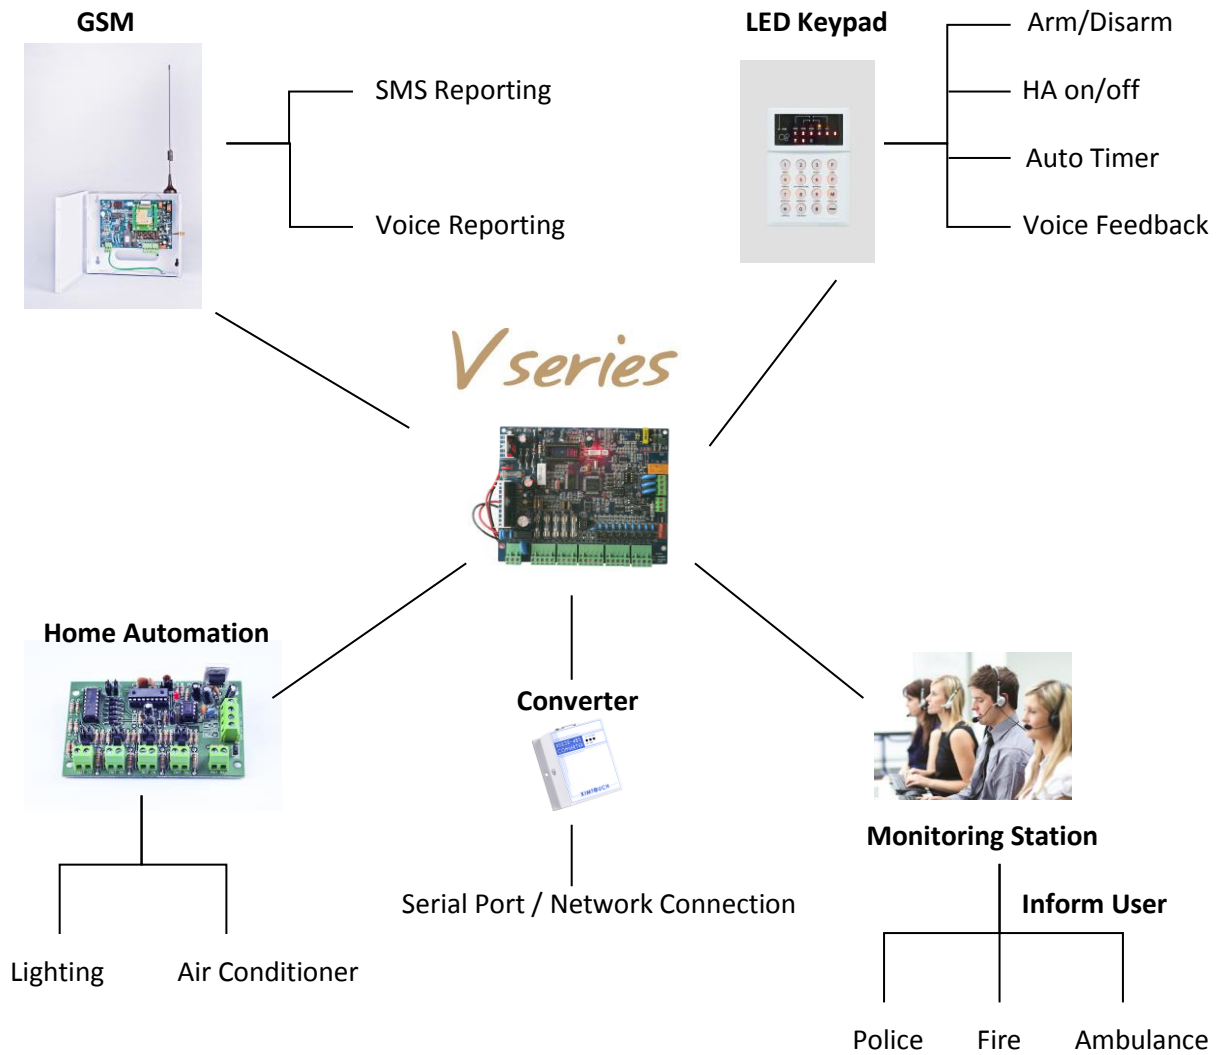 GSM
LED Keypad
Arm/Disarm
SMS Reporting
HA on/off
Auto Timer
Voice Reporting
Voice Feedback
V series
Home Automation
Converter
XINTOUCH
Monitoring Station
Serial Port / Network Connection
Inform User
Lighting
Air Conditioner
Police
Fire
Ambulance